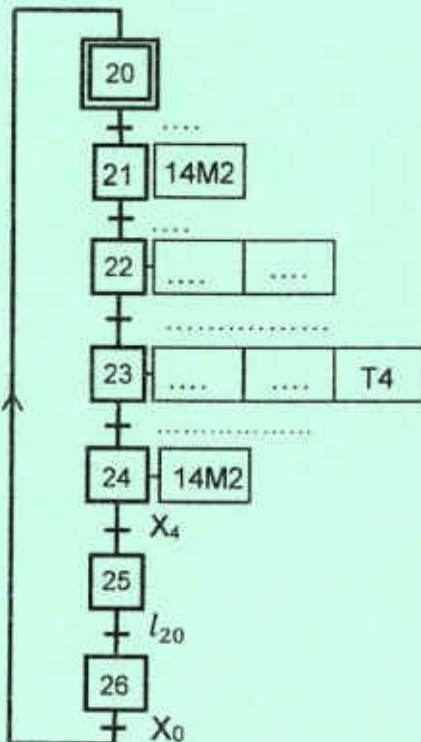 20
....
21 14M2
....
22 .... ....
..................
23 .... .... T4
.................
24 14M2
X₄
25
l₂₀
26
X₀